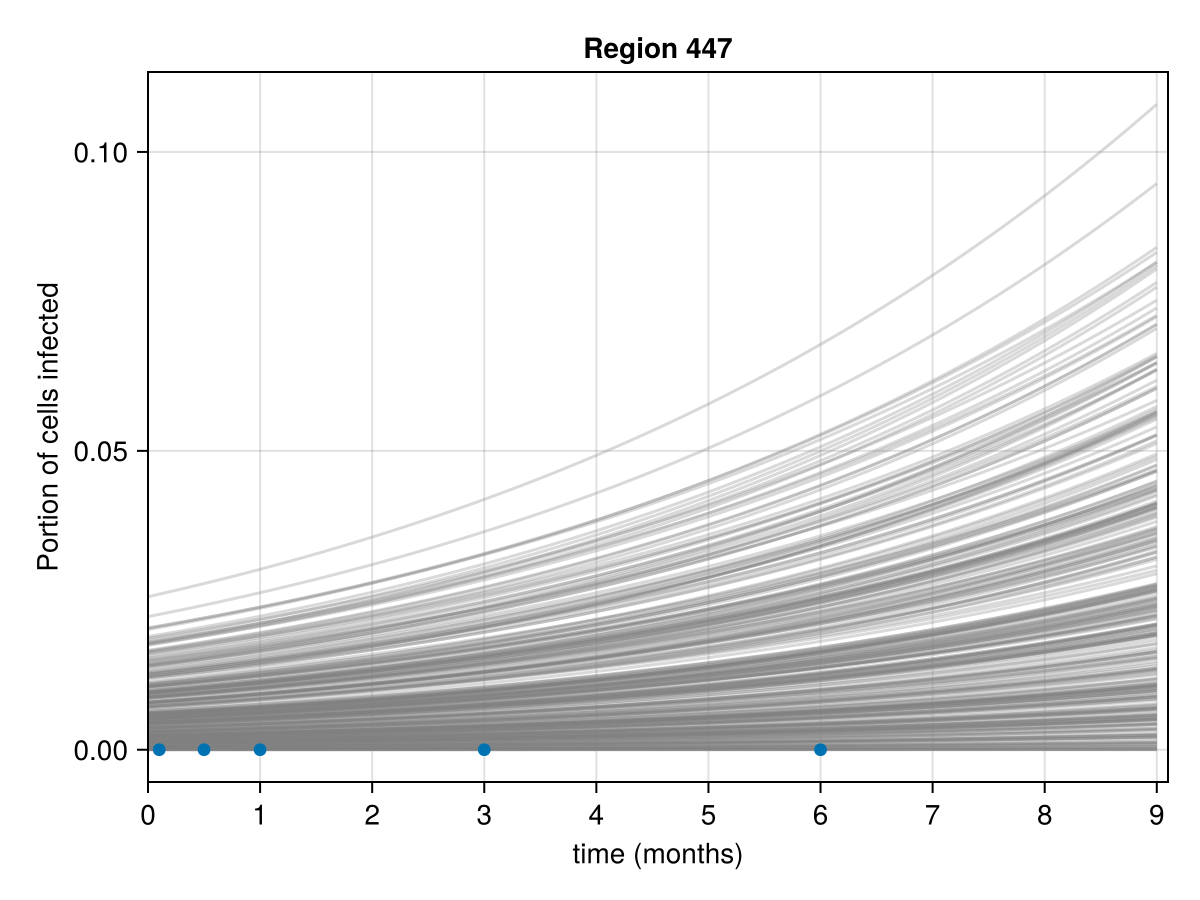 Region 447
Portion of cells infected
0.10
0.05
0.00
0 1 2 3 4 5 6 7 8 9
time (months)